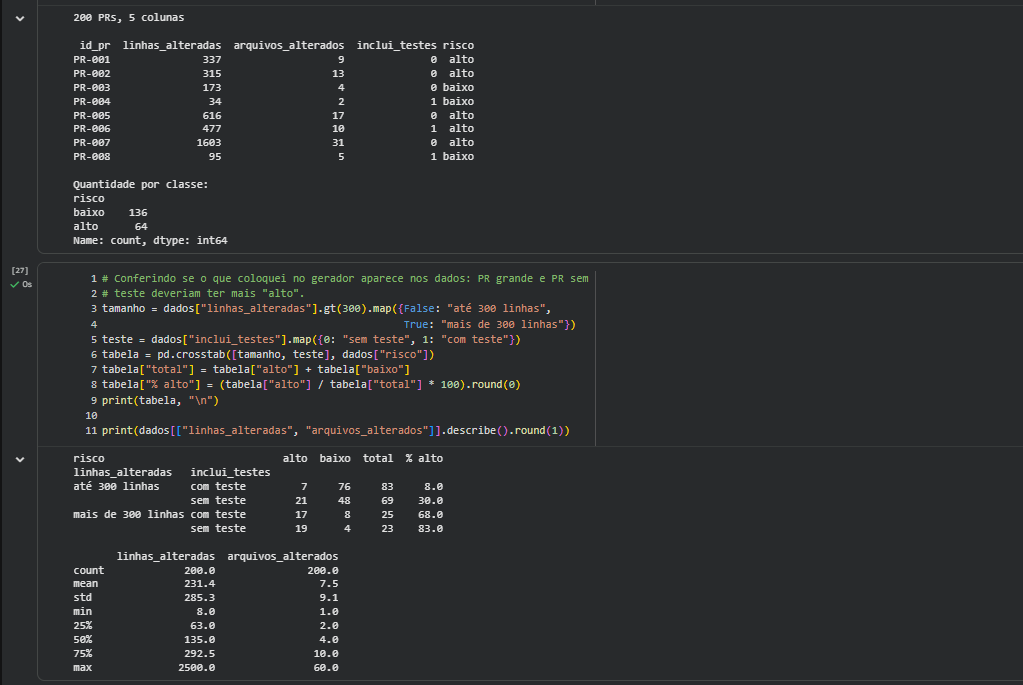 200 PRs, 5 colunas
id_pr linhas_alteradas arquivos_alterados inclui_testes risco
PR-001 337 9 0 alto
PR-002 315 13 0 alto
PR-003 173 4 0 baixo
PR-004 34 2 1 baixo
PR-005 616 17 0 alto
PR-006 477 10 1 alto
PR-007 1603 31 0 alto
PR-008 95 5 1 baixo
Quantidade por classe:
risco
baixo 136
alto 64
Name: count, dtype: int64
[27]
0s
1 # Conferindo se o que coloquei no gerador aparece nos dados: PR grande e PR sem
2 # teste deveriam ter mais "alto".
3 tamanho = dados["linhas_alteradas"].gt(300).map({False: "até 300 linhas",
4 True: "mais de 300 linhas"})
5 teste = dados["inclui_testes"].map({0: "sem teste", 1: "com teste"})
6 tabela = pd.crosstab([tamanho, teste], dados["risco"])
7 tabela["total"] = tabela["alto"] + tabela["baixo"]
8 tabela["% alto"] = (tabela["alto"] / tabela["total"] * 100).round(0)
9 print(tabela, "\n")
10
11 print(dados[["linhas_alteradas", "arquivos_alterados"]].describe().round(1))
risco alto baixo total % alto
linhas_alteradas inclui_testes
até 300 linhas com teste 7 76 83 8.0
sem teste 21 48 69 30.0
mais de 300 linhas com teste 17 8 25 68.0
sem teste 19 4 23 83.0
linhas_alteradas arquivos_alterados
count 200.0 200.0
mean 231.4 7.5
std 285.3 9.1
min 8.0 1.0
25% 63.0 2.0
50% 135.0 4.0
75% 292.5 10.0
max 2500.0 60.0